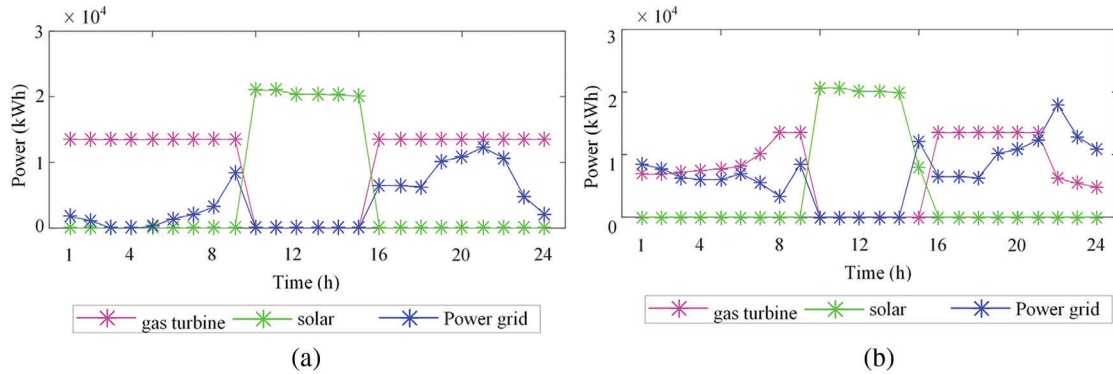 × 10⁴
3
2
1
0
Power (kWh)
1 4 8 12 16 20 24
Time (h)
gas turbine solar Power grid
(a)
× 10⁴
3
2
1
0
Power (kWh)
1 4 8 12 16 20 24
Time (h)
gas turbine solar Power grid
(b)